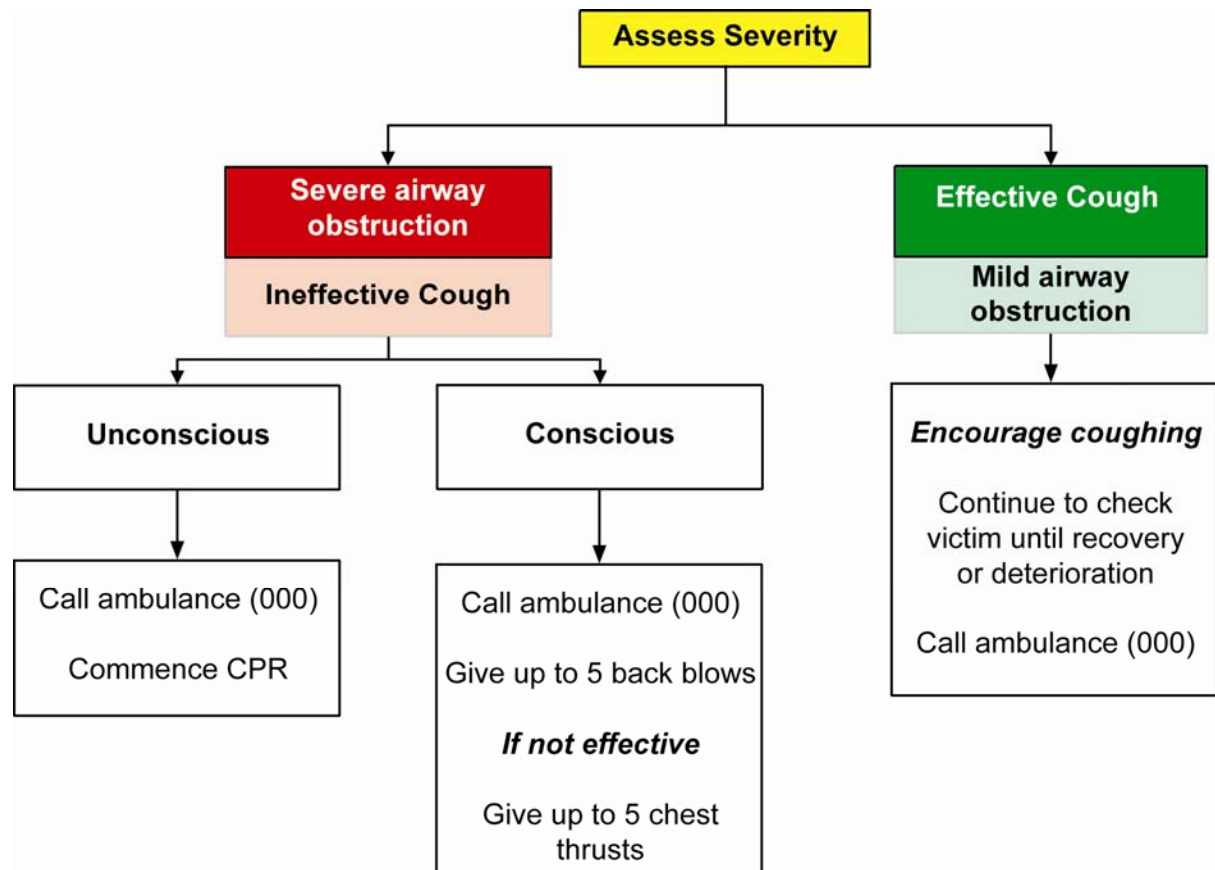 Assess Severity
Severe airway
obstruction
Ineffective Cough
Effective Cough
Mild airway
obstruction
Unconscious
Conscious
Encourage coughing
Continue to check
victim until recovery
or deterioration
Call ambulance (000)
Call ambulance (000)
Commence CPR
Call ambulance (000)
Give up to 5 back blows
If not effective
Give up to 5 chest
thrusts